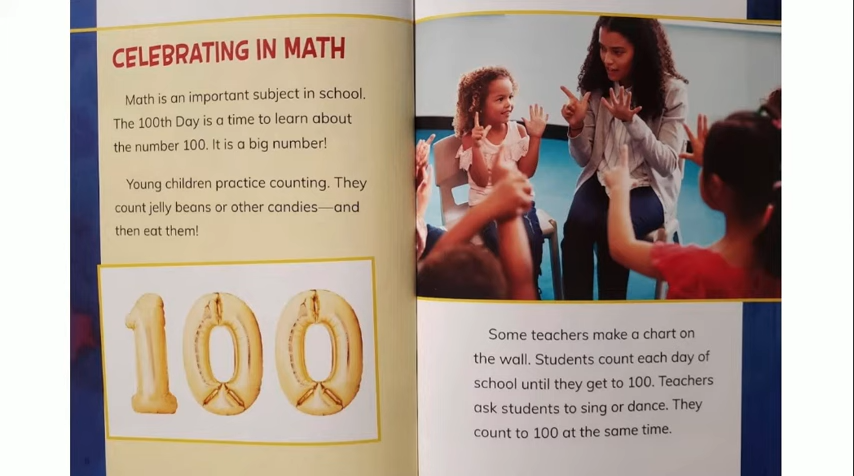 CELEBRATING IN MATH
Math is an important subject in school.
The 100th Day is a time to learn about
the number 100. It is a big number!
Young children practice counting. They
count jelly beans or other candies—and
then eat them!
100
Some teachers make a chart on
the wall. Students count each day of
school until they get to 100. Teachers
ask students to sing or dance. They
count to 100 at the same time.